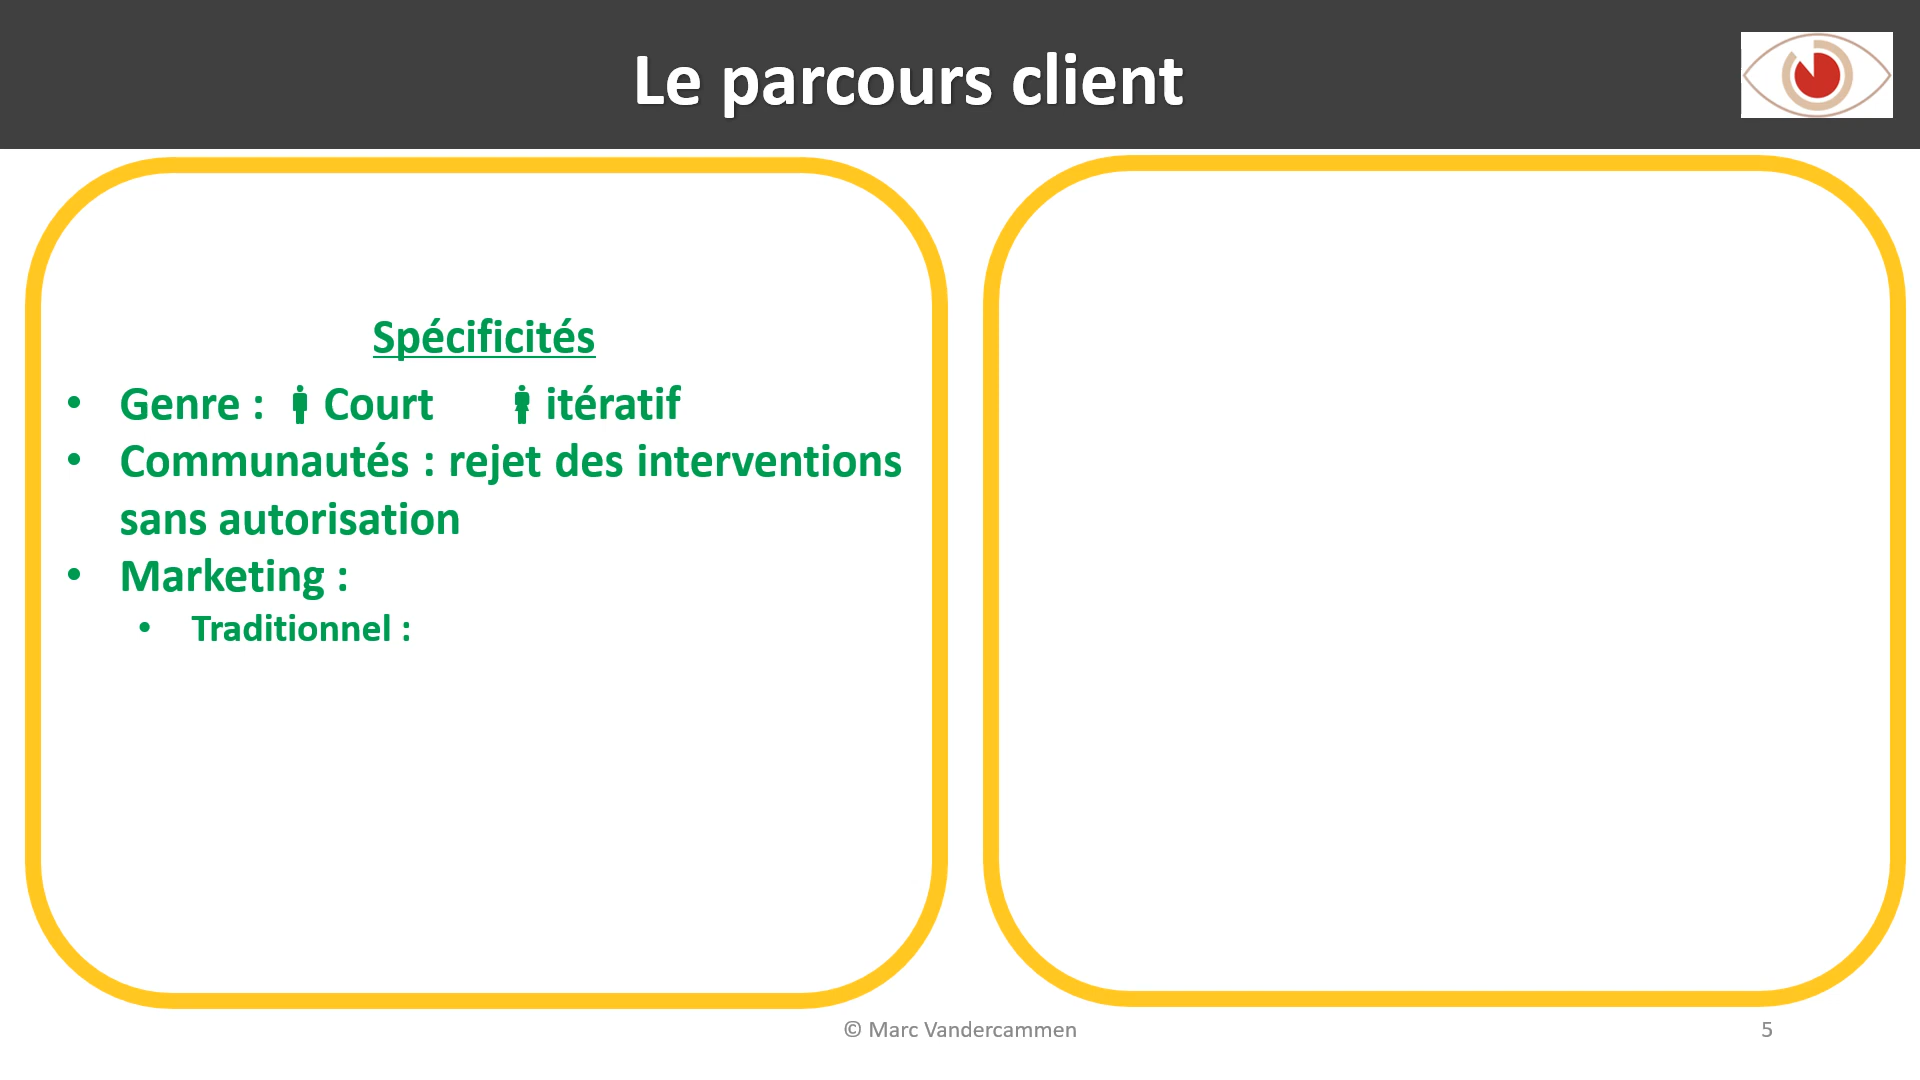 Le parcours client
Spécificités
• Genre : Court itératif
• Communautés : rejet des interventions
sans autorisation
• Marketing :
• Traditionnel :
© Marc Vandercammen
5